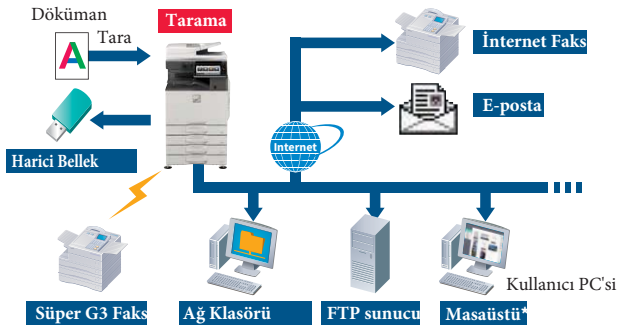 Döküman
Tara
A
Tarama
İnternet Faks
E-posta
Internet
Harici Bellek
Süper G3 Faks
Ağ Klasörü
FTP sunucu
Masaüstü*
Kullanıcı PC'si